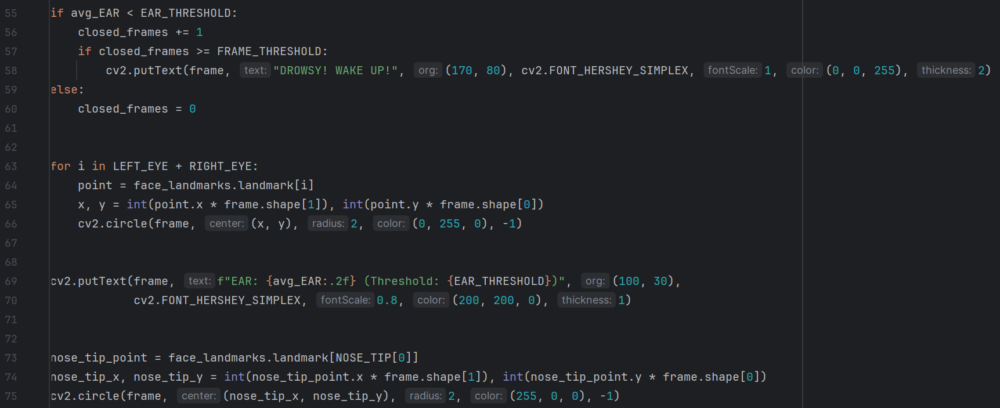 55 if avg_EAR < EAR_THRESHOLD:
56 closed_frames += 1
57 if closed_frames >= FRAME_THRESHOLD:
58 cv2.putText(frame, text: "DROWSY! WAKE UP!", org: (170, 80), cv2.FONT_HERSHEY_SIMPLEX, fontScale: 1, color: (0, 0, 255), thickness: 2)
59 else:
60 closed_frames = 0
61
62
63 for i in LEFT_EYE + RIGHT_EYE:
64 point = face_landmarks.landmark[i]
65 x, y = int(point.x * frame.shape[1]), int(point.y * frame.shape[0])
66 cv2.circle(frame, center: (x, y), radius: 2, color: (0, 255, 0), -1)
67
68
69 cv2.putText(frame, text: f"EAR: {avg_EAR:.2f} (Threshold: {EAR_THRESHOLD})", org: (100, 30),
70 cv2.FONT_HERSHEY_SIMPLEX, fontScale: 0.8, color: (200, 200, 0), thickness: 1)
71
72
73 nose_tip_point = face_landmarks.landmark[NOSE_TIP[0]]
74 nose_tip_x, nose_tip_y = int(nose_tip_point.x * frame.shape[1]), int(nose_tip_point.y * frame.shape[0])
75 cv2.circle(frame, center: (nose_tip_x, nose_tip_y), radius: 2, color: (255, 0, 0), -1)